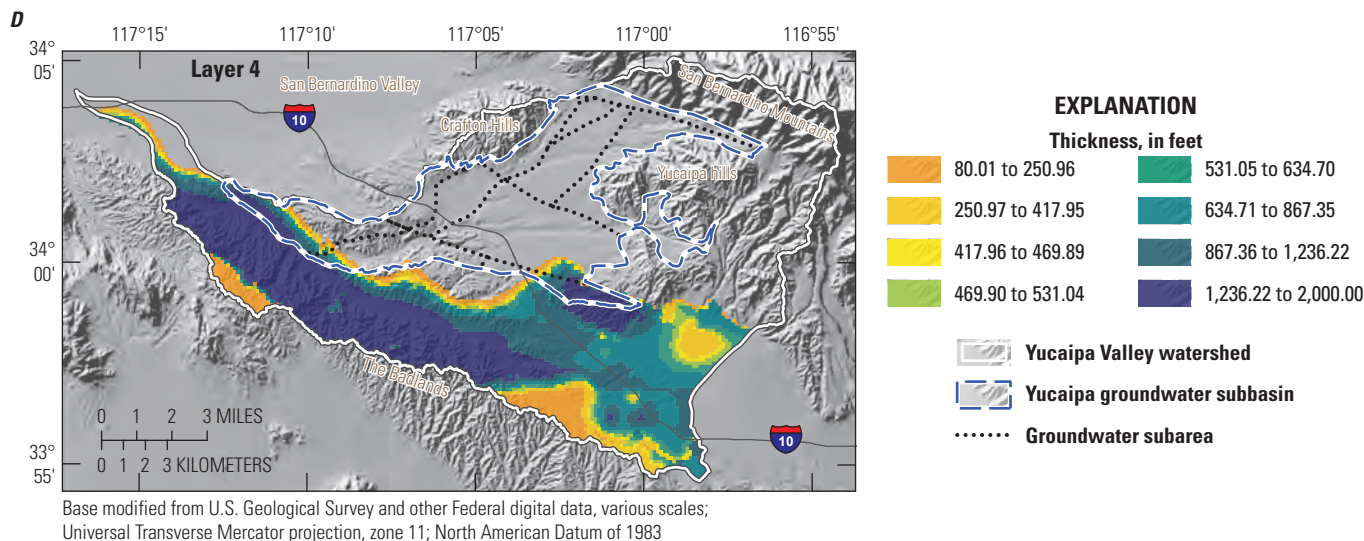 D
117°15' 117°10' 117°05' 117°00' 116°55'
34°
05'
Layer 4
San Bernardino Valley
San Bernardino Mountains
10
Crafton Hills
Yucaipa hills
34°
00'
The Badlands
0 1 2 3 MILES
0 1 2 3 KILOMETERS
10
33°
55'
Base modified from U.S. Geological Survey and other Federal digital data, various scales;
Universal Transverse Mercator projection, zone 11; North American Datum of 1983
EXPLANATION
Thickness, in feet
80.01 to 250.96
250.97 to 417.95
417.96 to 469.89
469.90 to 531.04
531.05 to 634.70
634.71 to 867.35
867.36 to 1,236.22
1,236.22 to 2,000.00
Yucaipa Valley watershed
Yucaipa groundwater subbasin
Groundwater subarea